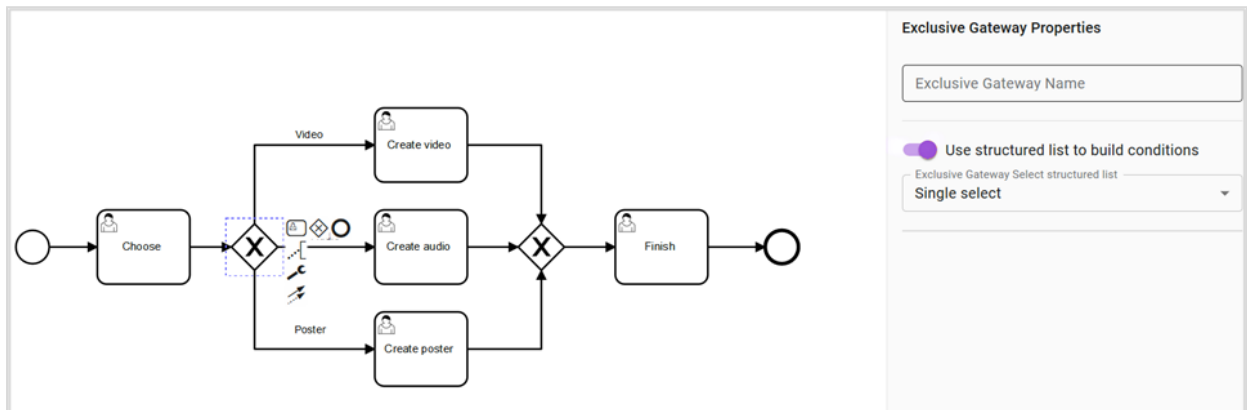 Exclusive Gateway Properties
Exclusive Gateway Name
Use structured list to build conditions
Exclusive Gateway Select structured list
Single select
Video
Create video
Choose
Create audio
Finish
Poster
Create poster